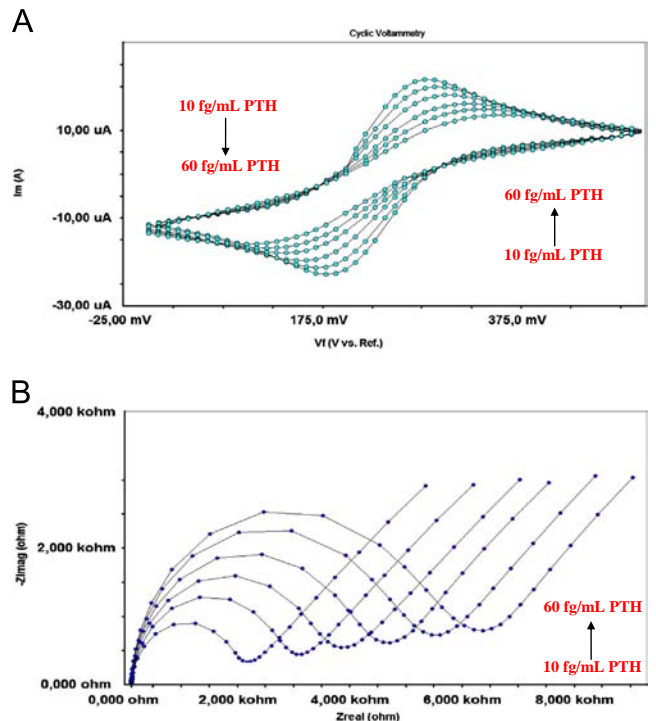 A
Cyclic Voltammetry
10 fg/mL PTH
10,00 uA
60 fg/mL PTH
Im (A)
60 fg/mL PTH
-10,00 uA
10 fg/mL PTH
-30,00 uA
-25,00 mV 175,0 mV 375,0 mV
Vf (V vs. Ref.)
B
4,000 kohm
-Zimag (ohm)
2,000 kohm
60 fg/mL PTH
10 fg/mL PTH
0,000 ohm
0,000 ohm 2,000 kohm 4,000 kohm 6,000 kohm 8,000 kohm
Zreal (ohm)